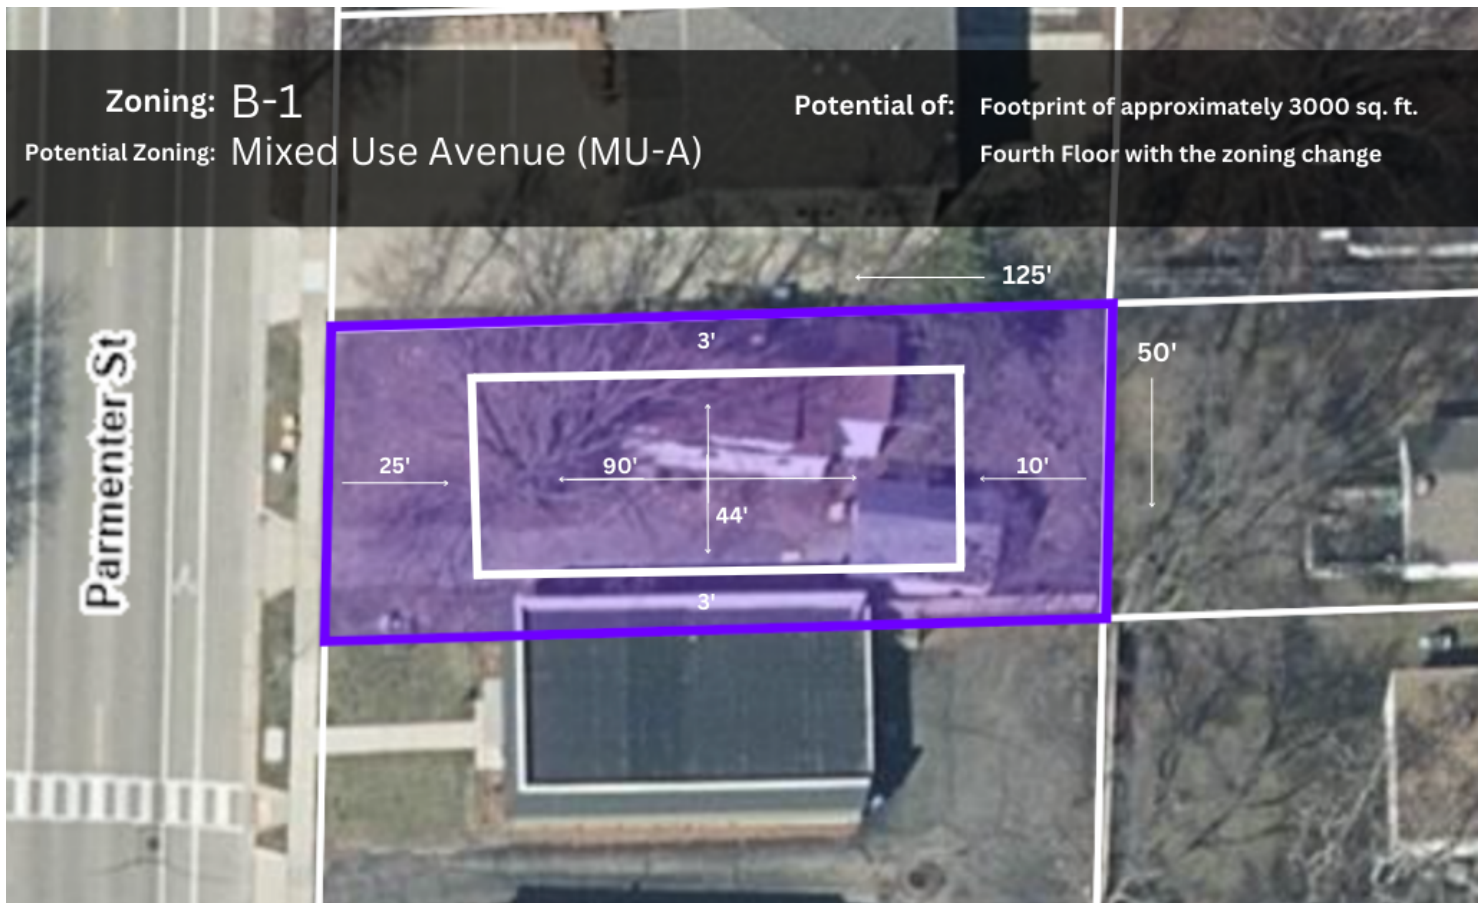 Zoning: B-1
Potential Zoning: Mixed Use Avenue (MU-A)
Potential of: Footprint of approximately 3000 sq. ft.
Fourth Floor with the zoning change
125'
50'
3'
25'
90'
10'
44'
3'
Parmenter St